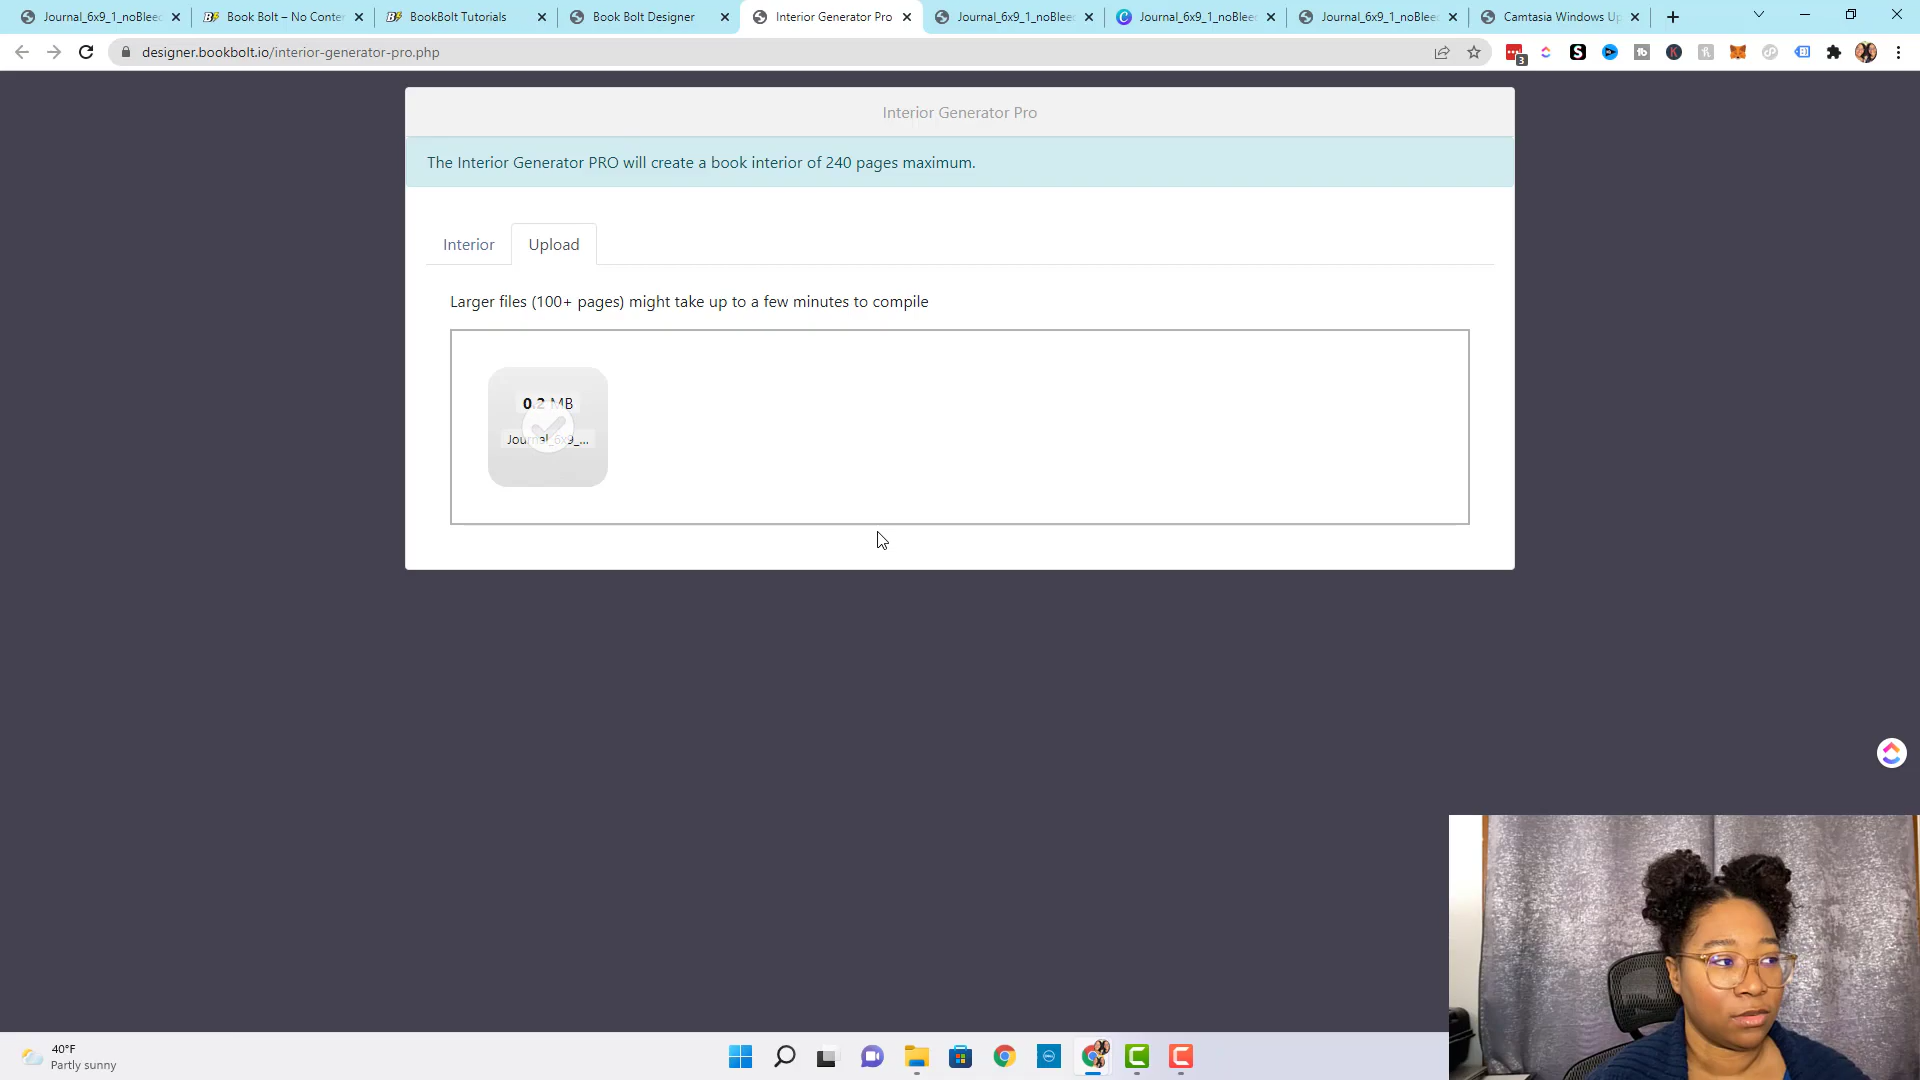 Journal_6x9_1_noBleed
Book Bolt – No Conten
BookBolt Tutorials
Book Bolt Designer
Interior Generator Pro
Journal_6x9_1_noBleed
Journal_6x9_1_noBleed
Journal_6x9_1_noBleed
Camtasia Windows Up
designer.bookbolt.io/interior-generator-pro.php
3
Interior Generator Pro
The Interior Generator PRO will create a book interior of 240 pages maximum.
Interior
Upload
Larger files (100+ pages) might take up to a few minutes to compile
0.2 MB
Journal_6x9_...
40°F
Partly sunny